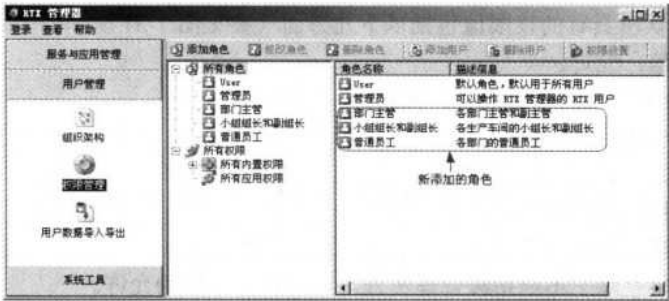 RTX 管理器
登录 查看 帮助
服务与应用管理
用户管理
组织架构
权限管理
用户数据导入导出
系统工具
添加角色 修改角色 删除角色 添加用户 删除用户 权限设置
所有角色
User
管理员
部门主管
小组组长和副组长
普通员工
所有权限
所有内置权限
所有应用权限
角色名称 描述信息
User 默认角色，默认用于所有用户
管理员 可以操作 RTX 管理器的 RTX 用户
部门主管 各部门主管和副主管
小组组长和副组长 各生产车间的小组长和副组长
普通员工 各部门的普通员工
新添加的角色